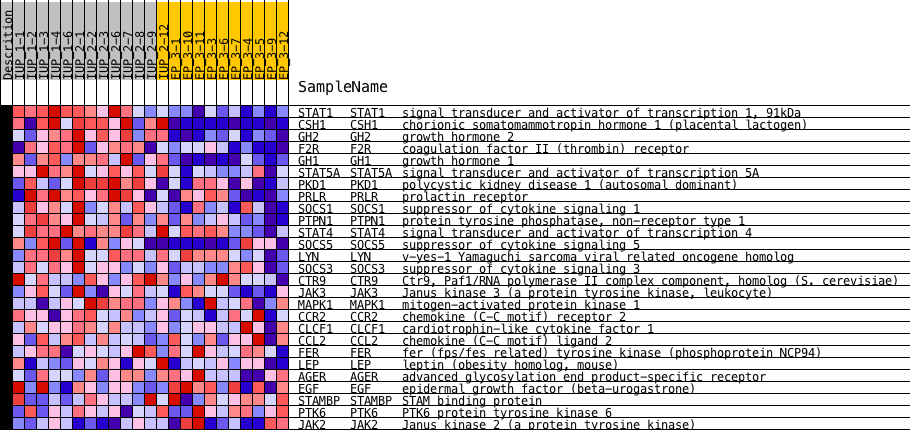 Descrition
IUP_1-1
IUP_1-2
IUP_1-3
IUP_1-4
IUP_1-6
IUP_2-1
IUP_2-2
IUP_2-3
IUP_2-6
IUP_2-7
IUP_2-8
IUP_2-9
IUP_2-12
EP_3-1
EP_3-10
EP_3-11
EP_3-3
EP_3-6
EP_3-7
EP_3-4
EP_3-5
EP_3-9
EP_3-12
SampleName
STAT1 STAT1 signal transducer and activator of transcription 1, 91kDa
CSH1 CSH1 chorionic somatomammotropin hormone 1 (placental lactogen)
GH2 GH2 growth hormone 2
F2R F2R coagulation factor II (thrombin) receptor
GH1 GH1 growth hormone 1
STAT5A STAT5A signal transducer and activator of transcription 5A
PKD1 PKD1 polycystic kidney disease 1 (autosomal dominant)
PRLR PRLR prolactin receptor
SOCS1 SOCS1 suppressor of cytokine signaling 1
PTPN1 PTPN1 protein tyrosine phosphatase, non-receptor type 1
STAT4 STAT4 signal transducer and activator of transcription 4
SOCS5 SOCS5 suppressor of cytokine signaling 5
LYN LYN v-yes-1 Yamaguchi sarcoma viral related oncogene homolog
SOCS3 SOCS3 suppressor of cytokine signaling 3
CTR9 CTR9 Ctr9, Paf1/RNA polymerase II complex component, homolog (S. cerevisiae)
JAK3 JAK3 Janus kinase 3 (a protein tyrosine kinase, leukocyte)
MAPK1 MAPK1 mitogen-activated protein kinase 1
CCR2 CCR2 chemokine (C-C motif) receptor 2
CLCF1 CLCF1 cardiotrophin-like cytokine factor 1
CCL2 CCL2 chemokine (C-C motif) ligand 2
FER FER fer (fps/fes related) tyrosine kinase (phosphoprotein NCP94)
LEP LEP leptin (obesity homolog, mouse)
AGER AGER advanced glycosylation end product-specific receptor
EGF EGF epidermal growth factor (beta-urogastrone)
STAMBP STAMBP STAM binding protein
PTK6 PTK6 PTK6 protein tyrosine kinase 6
JAK2 JAK2 Janus kinase 2 (a protein tyrosine kinase)